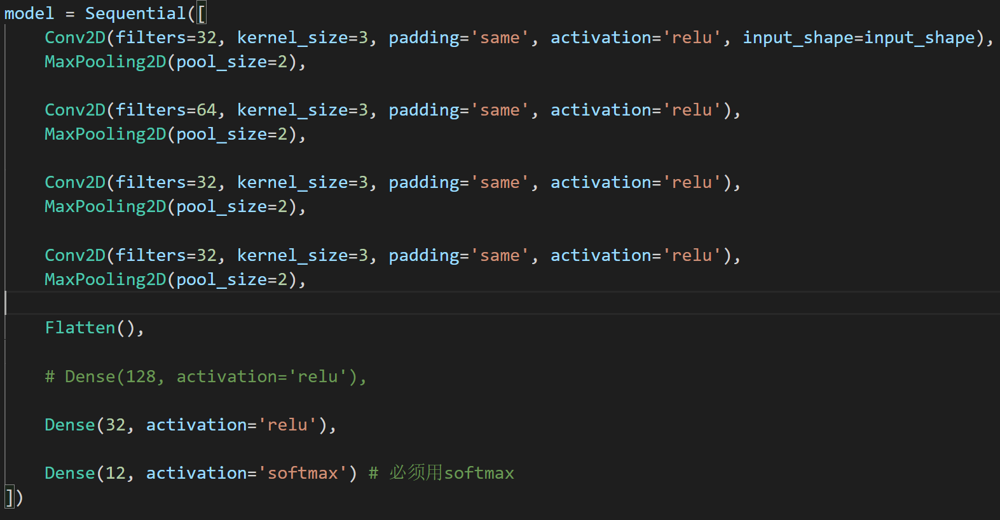 model = Sequential([
    Conv2D(filters=32, kernel_size=3, padding='same', activation='relu', input_shape=input_shape),
    MaxPooling2D(pool_size=2),
    Conv2D(filters=64, kernel_size=3, padding='same', activation='relu'),
    MaxPooling2D(pool_size=2),
    Conv2D(filters=32, kernel_size=3, padding='same', activation='relu'),
    MaxPooling2D(pool_size=2),
    Conv2D(filters=32, kernel_size=3, padding='same', activation='relu'),
    MaxPooling2D(pool_size=2),
    Flatten(),
    # Dense(128, activation='relu'),
    Dense(32, activation='relu'),
    Dense(12, activation='softmax') # 必须用softmax
])